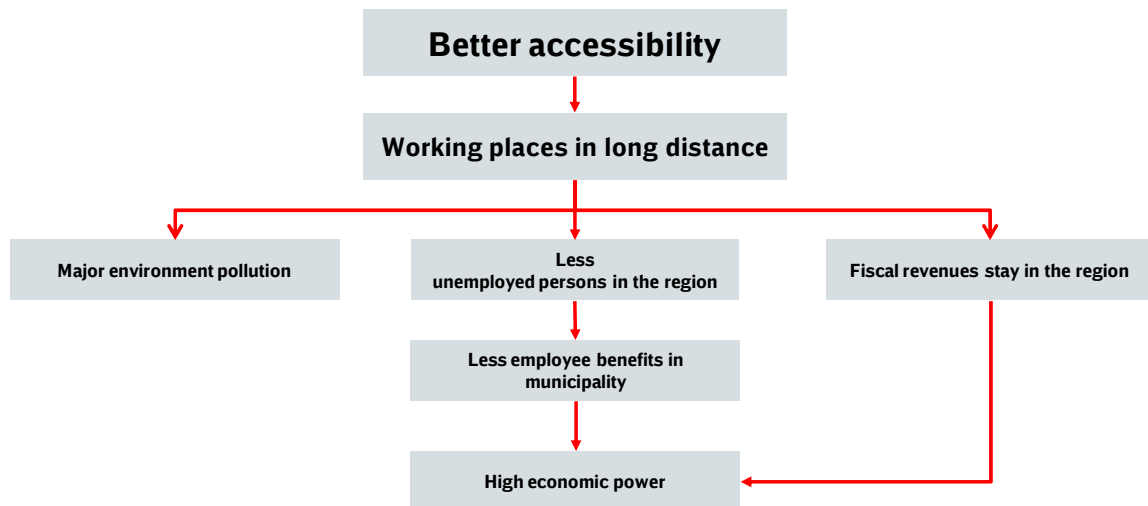 Better accessibility
Working places in long distance
Major environment pollution
Less
unemployed persons in the region
Fiscal revenues stay in the region
Less employee benefits in
municipality
High economic power